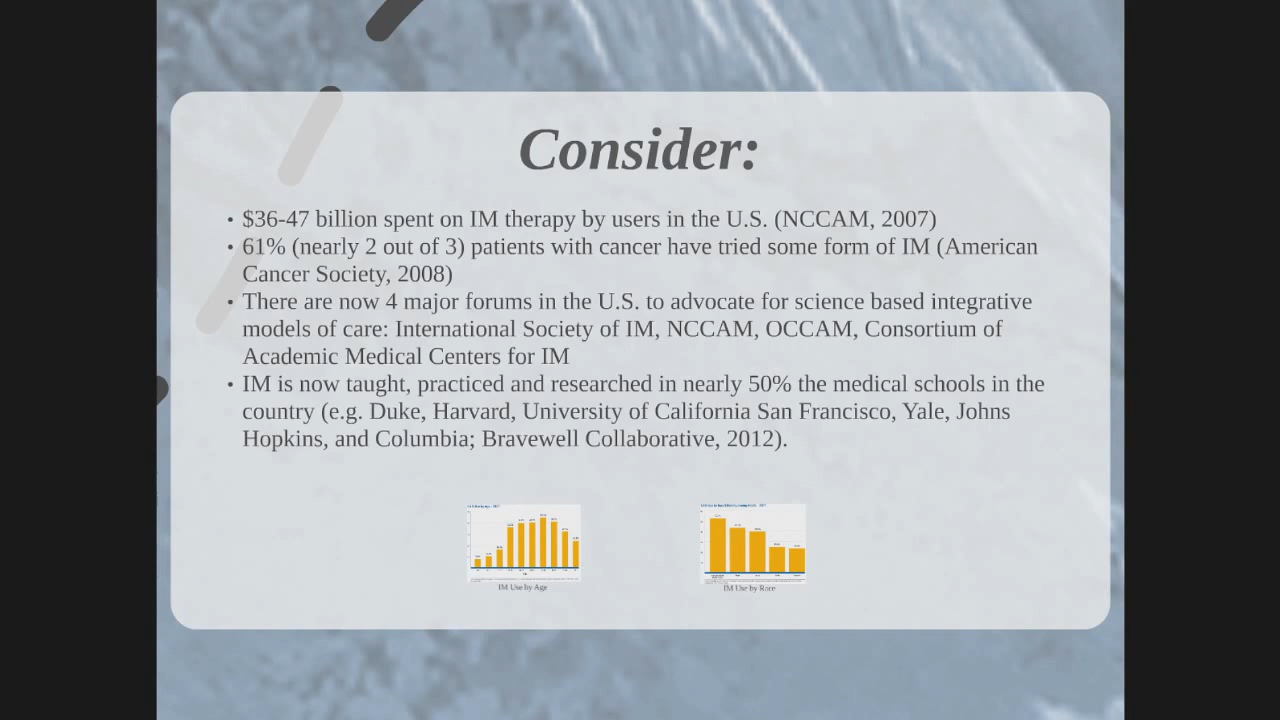 Consider:
• $36-47 billion spent on IM therapy by users in the U.S. (NCCAM, 2007)
• 61% (nearly 2 out of 3) patients with cancer have tried some form of IM (American
Cancer Society, 2008)
• There are now 4 major forums in the U.S. to advocate for science based integrative
models of care: International Society of IM, NCCAM, OCCAM, Consortium of
Academic Medical Centers for IM
• IM is now taught, practiced and researched in nearly 50% the medical schools in the
country (e.g. Duke, Harvard, University of California San Francisco, Yale, Johns
Hopkins, and Columbia; Bravewell Collaborative, 2012).
IM Use by Age
IM Use by Race